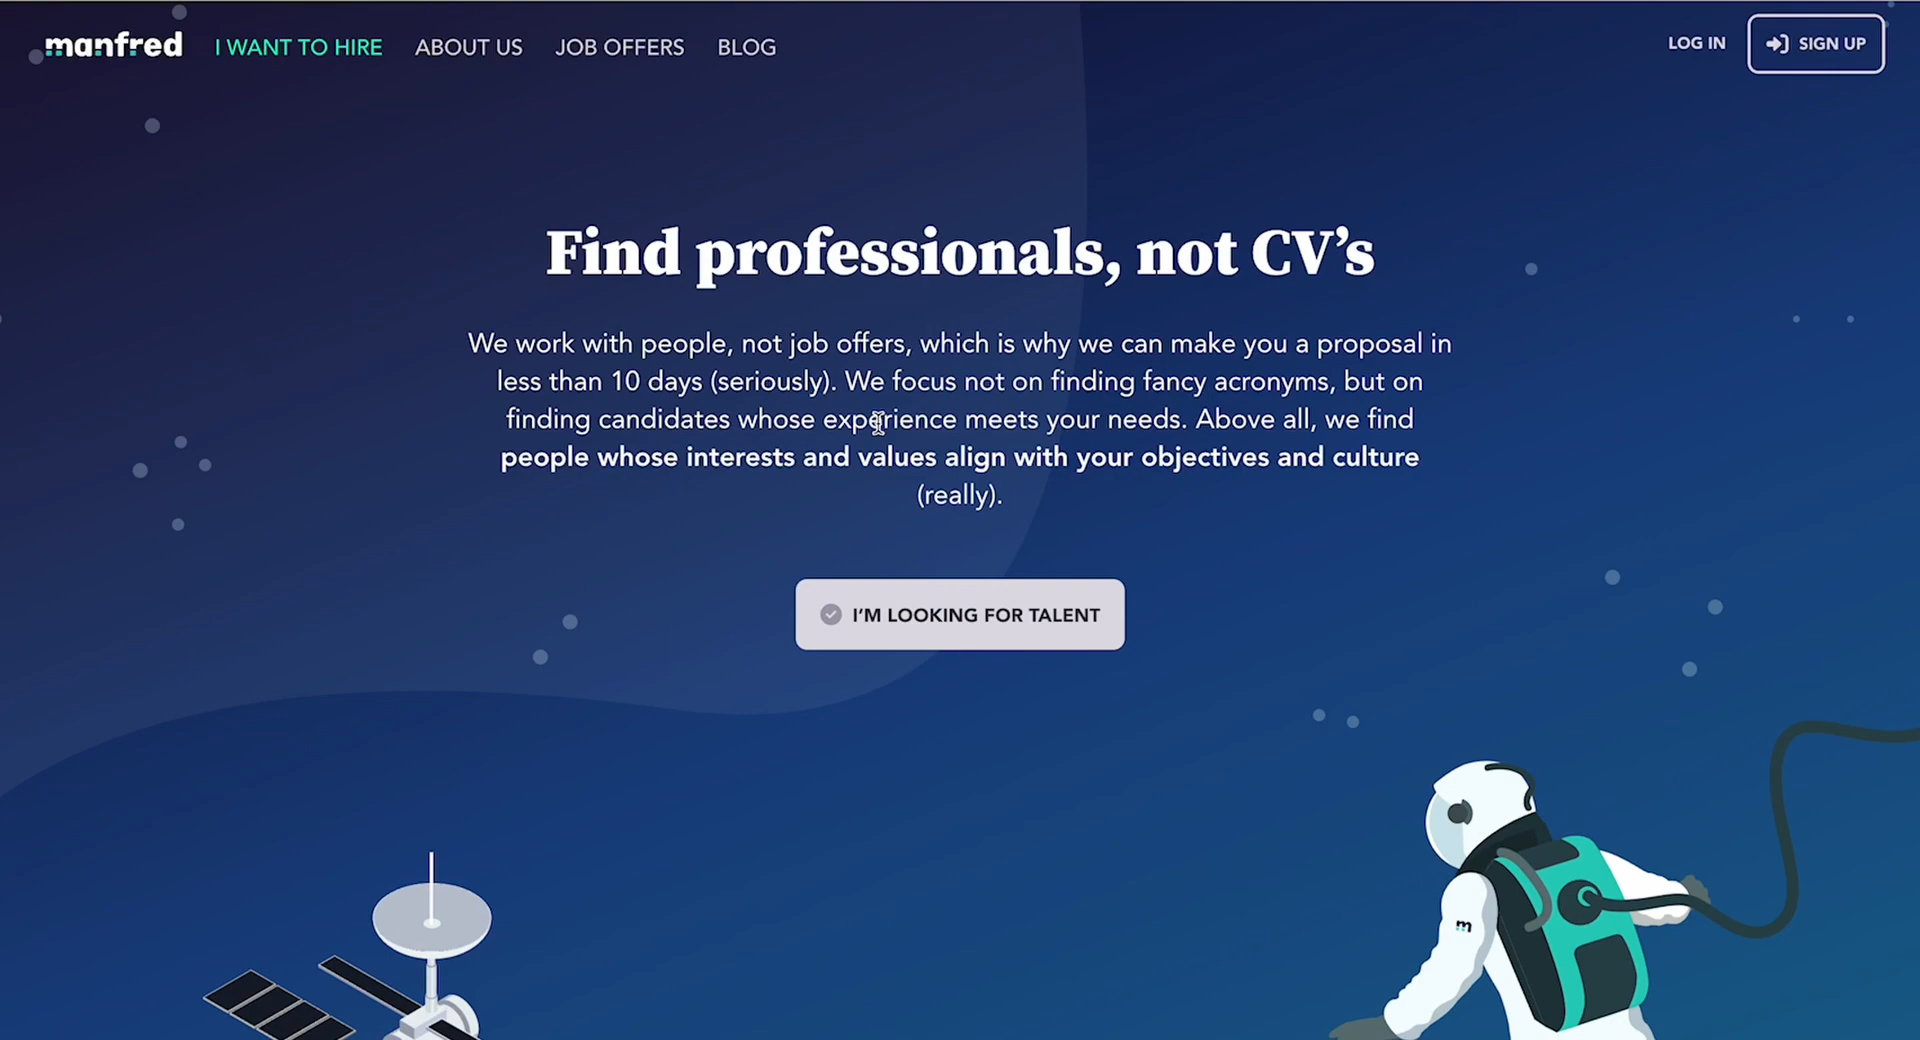 manfred I WANT TO HIRE ABOUT US JOB OFFERS BLOG LOG IN SIGN UP
Find professionals, not CV’s
We work with people, not job offers, which is why we can make you a proposal in
less than 10 days (seriously). We focus not on finding fancy acronyms, but on
finding candidates whose experience meets your needs. Above all, we find
people whose interests and values align with your objectives and culture
(really).
I’M LOOKING FOR TALENT
m